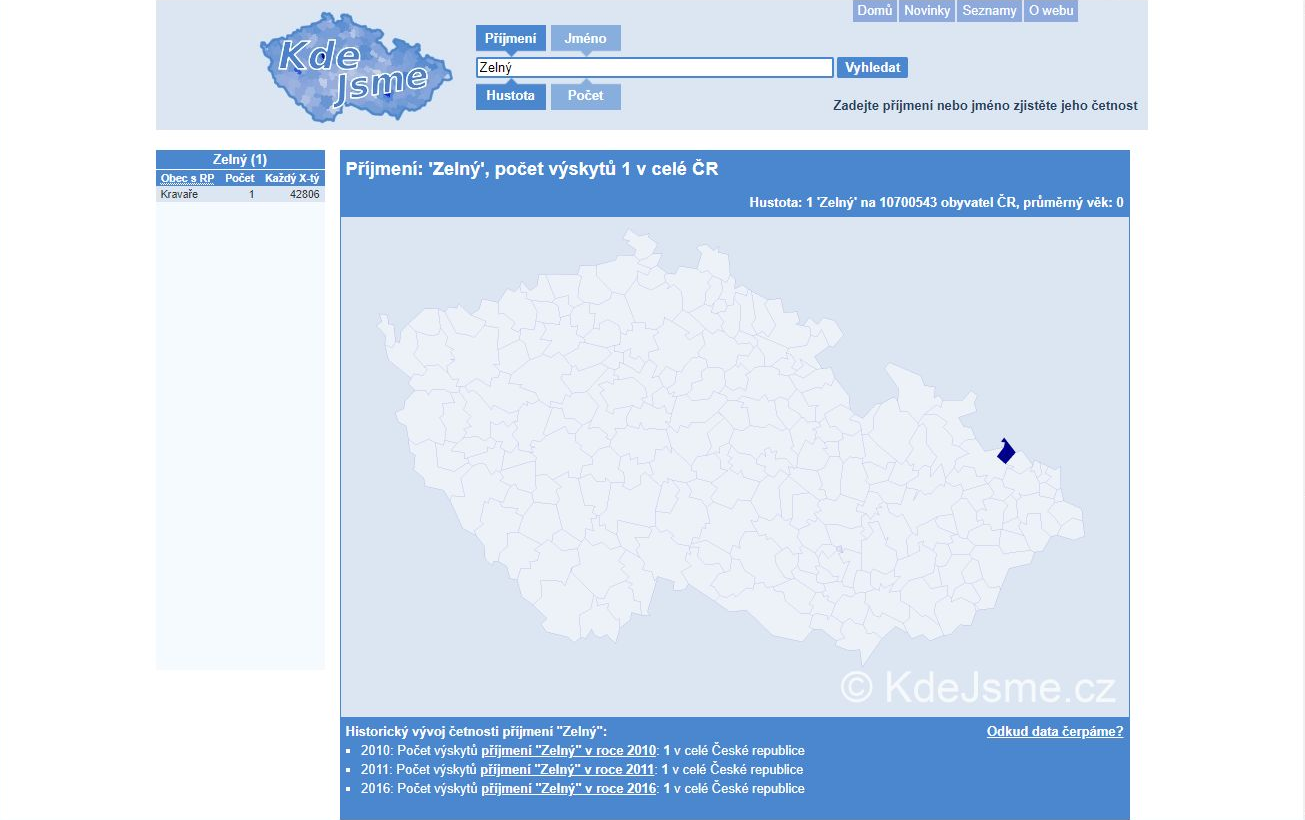 Domů Novinky Seznamy O webu
Kde
Jsme
Příjmení Jméno
Zelný Vyhledat
Hustota Počet
Zadejte příjmení nebo jméno zjistěte jeho četnost
Zelný (1)
Obec s RP Počet Každý X-tý
Kravaře 1 42806
Příjmení: 'Zelný', počet výskytů 1 v celé ČR
Hustota: 1 'Zelný' na 10700543 obyvatel ČR, průměrný věk: 0
© KdeJsme.cz
Historický vývoj četnosti příjmení "Zelný": Odkud data čerpáme?
2010: Počet výskytů příjmení "Zelný" v roce 2010: 1 v celé České republice
2011: Počet výskytů příjmení "Zelný" v roce 2011: 1 v celé České republice
2016: Počet výskytů příjmení "Zelný" v roce 2016: 1 v celé České republice